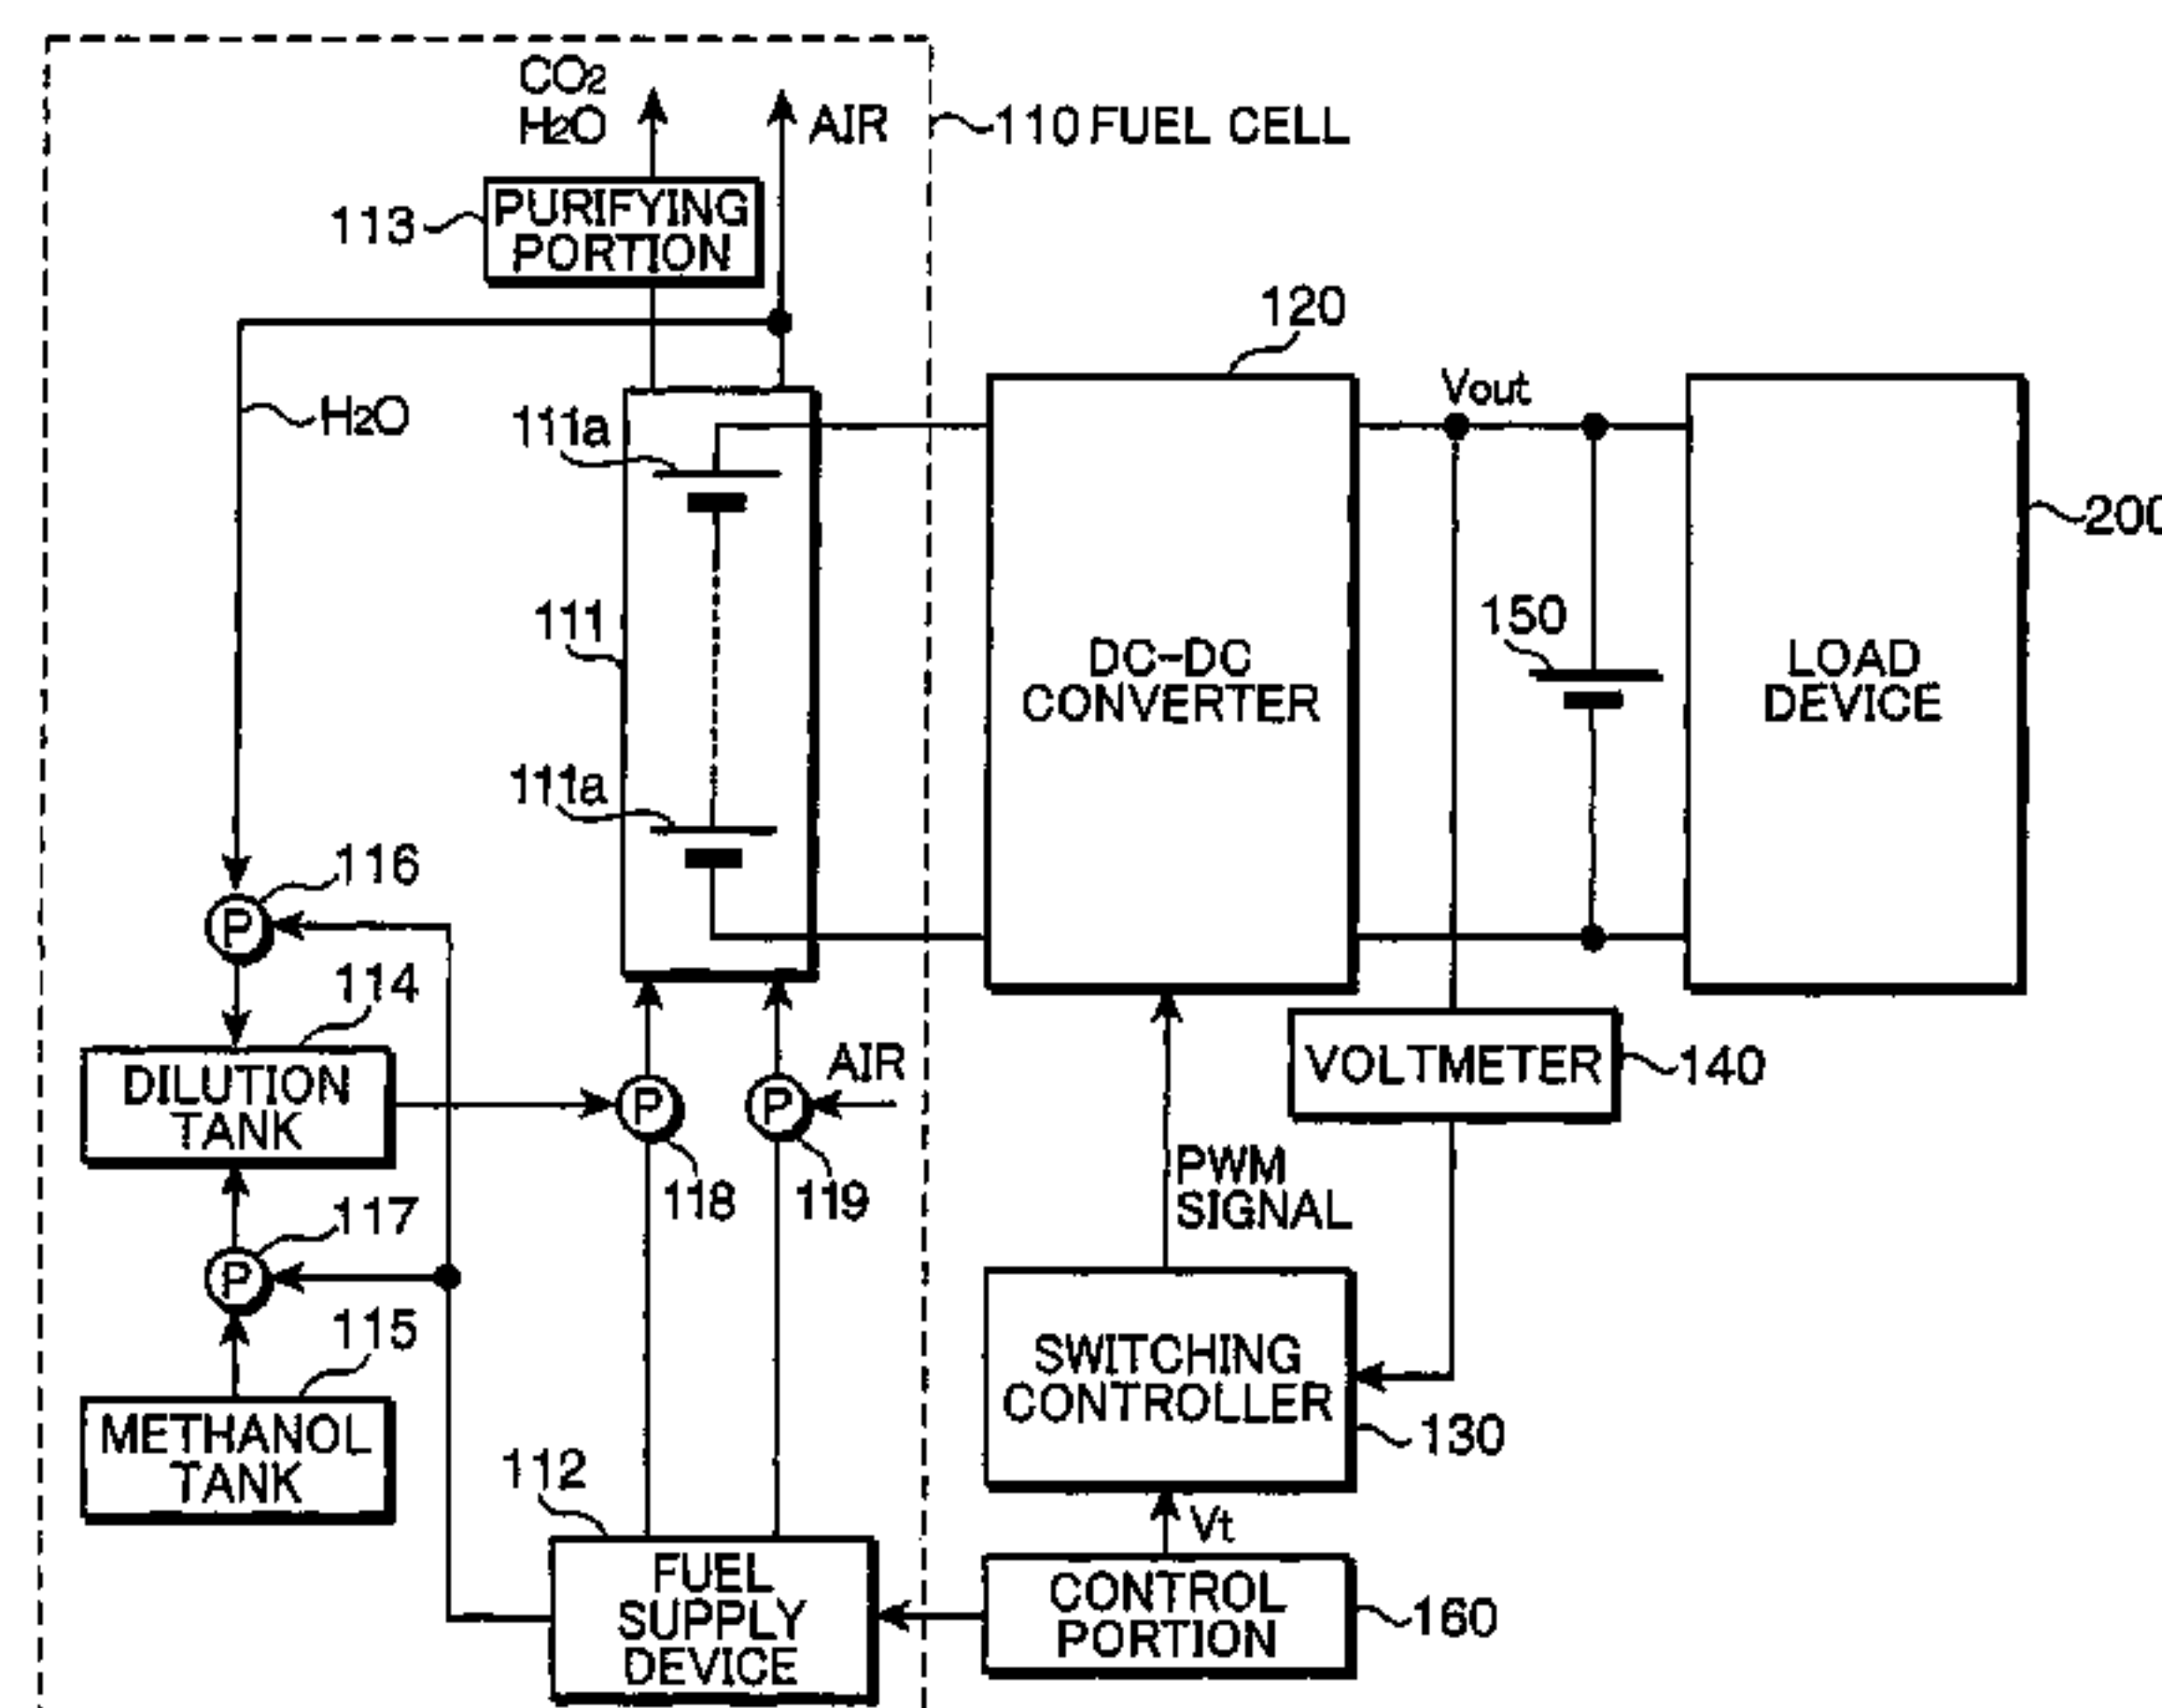 CO2
H2O
AIR
110 FUEL CELL
113
PURIFYING
PORTION
120
Vout
H2O
111a
200
111
150
DC-DC
CONVERTER
LOAD
DEVICE
111a
116
P
114
DILUTION
TANK
P
118
P
119
AIR
VOLTMETER
140
PWM
SIGNAL
117
P
115
METHANOL
TANK
SWITCHING
CONTROLLER
130
112
Vt
FUEL
SUPPLY
DEVICE
CONTROL
PORTION
160